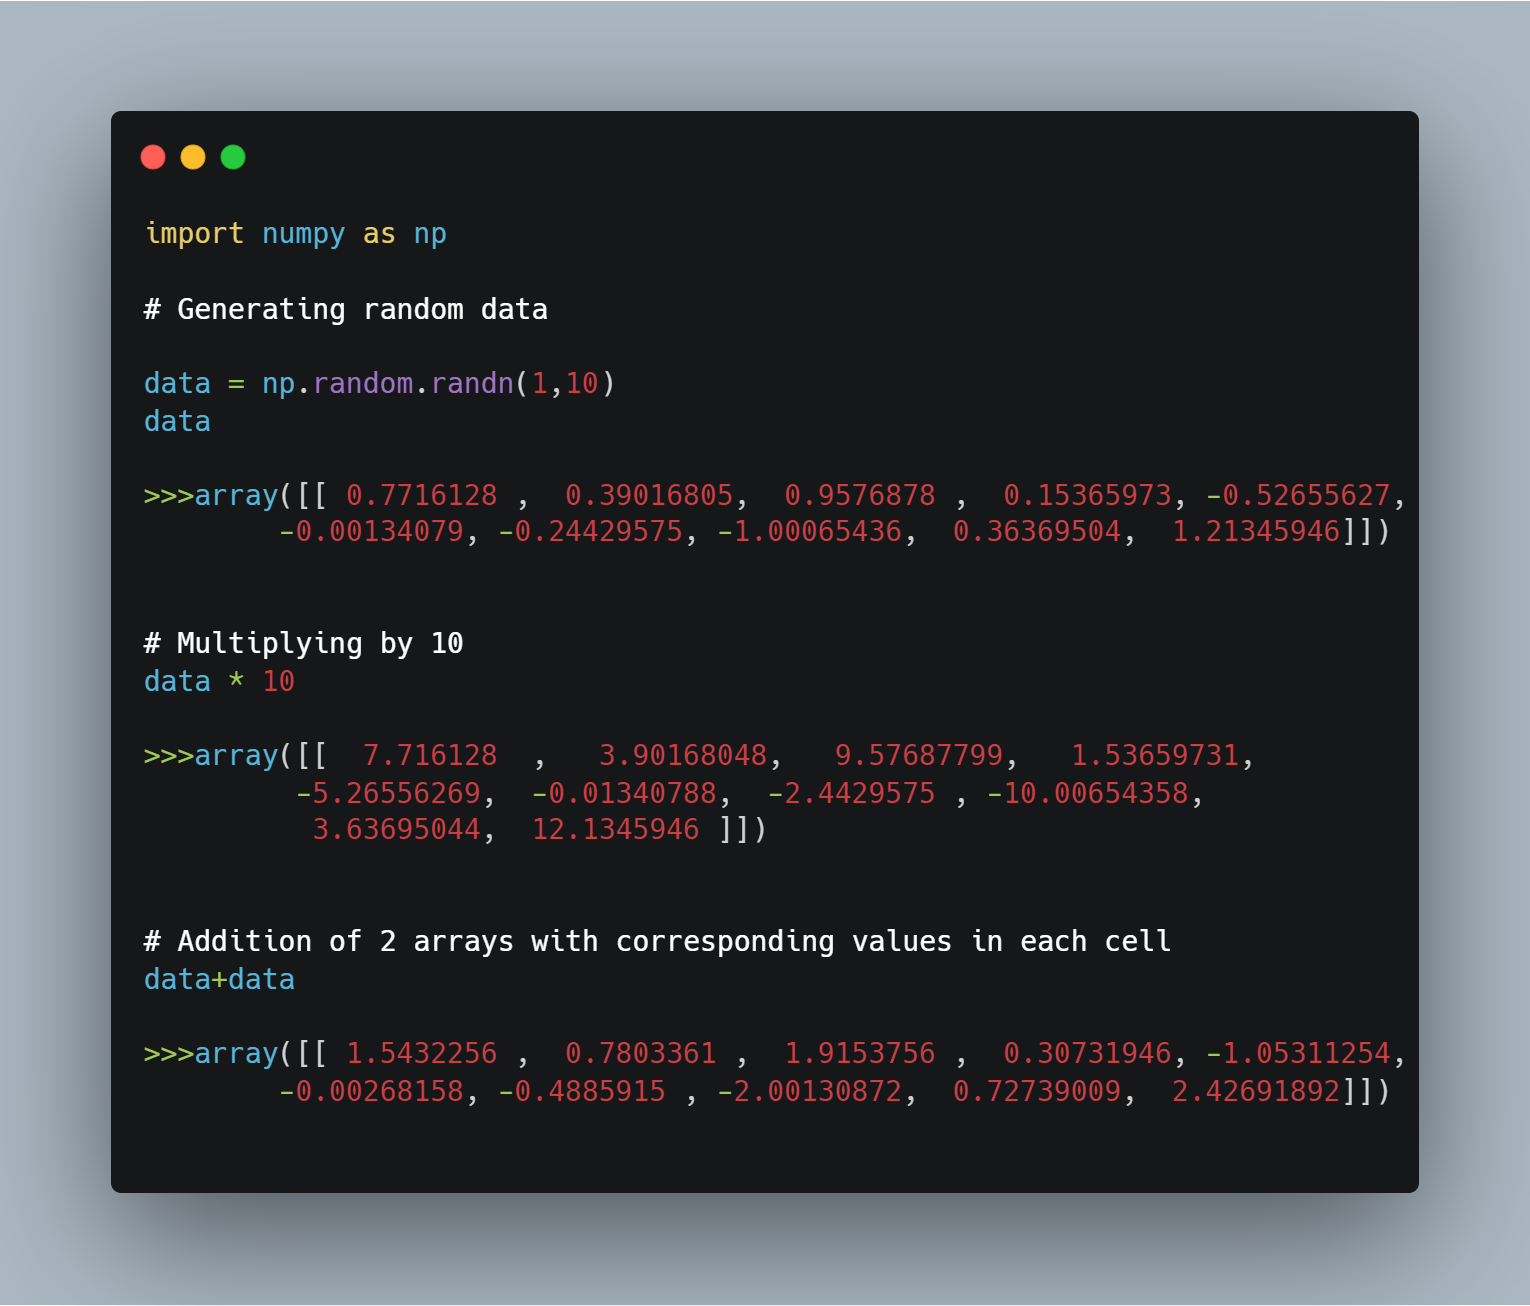 import numpy as np
# Generating random data
data = np.random.randn(1,10)
data
>>>array([[ 0.7716128 ,  0.39016805,  0.9576878 ,  0.15365973, -0.52655627,
        -0.00134079, -0.24429575, -1.00065436,  0.36369504,  1.21345946]])
# Multiplying by 10
data * 10
>>>array([[  7.716128  ,   3.90168048,   9.57687799,   1.53659731,
         -5.26556269,  -0.01340788,  -2.4429575 , -10.00654358,
          3.63695044,  12.1345946 ]])
# Addition of 2 arrays with corresponding values in each cell
data+data
>>>array([[ 1.5432256 ,  0.7803361 ,  1.9153756 ,  0.30731946, -1.05311254,
        -0.00268158, -0.4885915 , -2.00130872,  0.72739009,  2.42691892]])